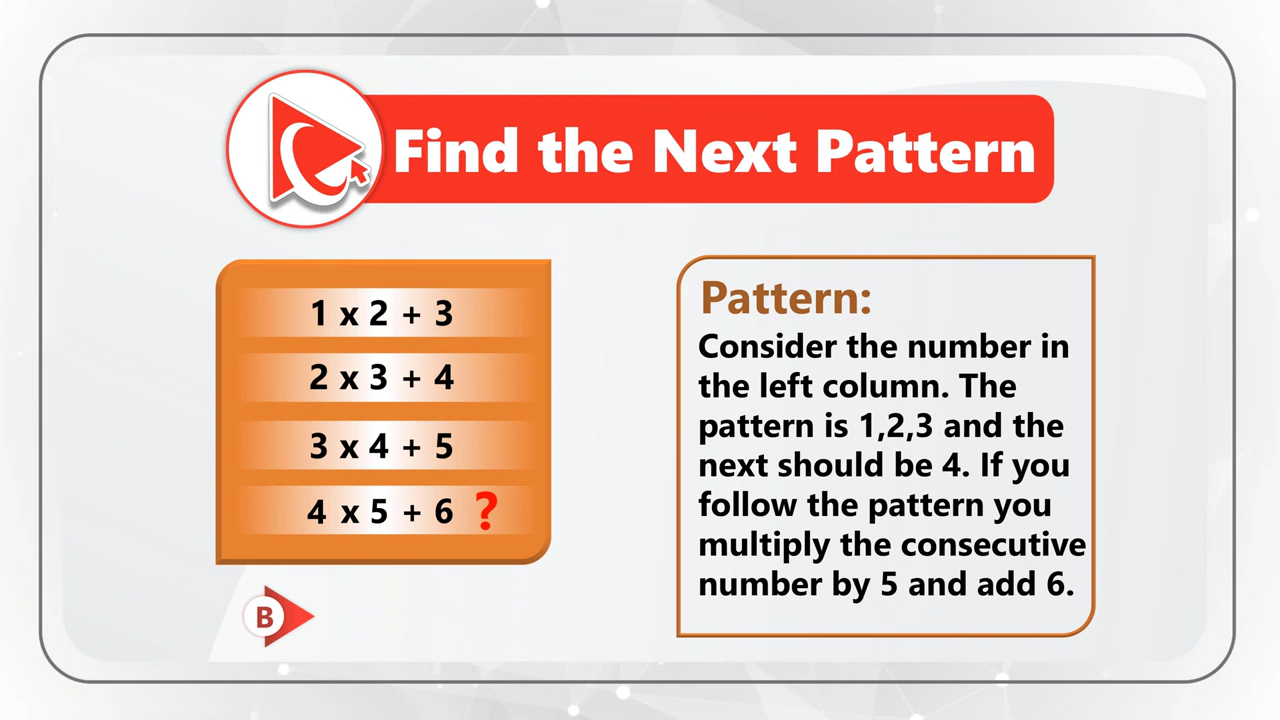 Find the Next Pattern
1 x 2 + 3
2 x 3 + 4
3 x 4 + 5
4 x 5 + 6 ?
B
Pattern:
Consider the number in
the left column. The
pattern is 1,2,3 and the
next should be 4. If you
follow the pattern you
multiply the consecutive
number by 5 and add 6.